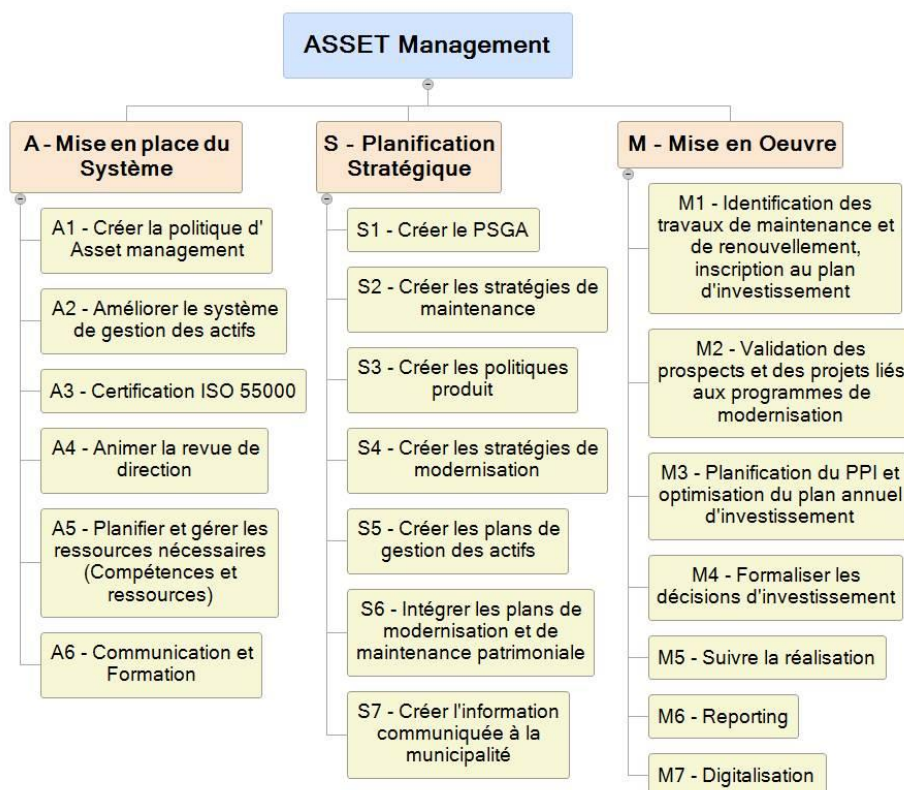 ASSET Management
A - Mise en place du
Système
A1 - Créer la politique d'
Asset management
A2 - Améliorer le système
de gestion des actifs
A3 - Certification ISO 55000
A4 - Animer la revue de
direction
A5 - Planifier et gérer les
ressources nécessaires
(Compétences et
ressources)
A6 - Communication et
Formation
S - Planification
Stratégique
S1 - Créer le PSGA
S2 - Créer les stratégies de
maintenance
S3 - Créer les politiques
produit
S4 - Créer les stratégies de
modernisation
S5 - Créer les plans de
gestion des actifs
S6 - Intégrer les plans de
modernisation et de
maintenance patrimoniale
S7 - Créer l'information
communiquée à la
municipalité
M - Mise en Oeuvre
M1 - Identification des
travaux de maintenance et
de renouvellement,
inscription au plan
d'investissement
M2 - Validation des
prospects et des projets liés
aux programmes de
modernisation
M3 - Planification du PPI et
optimisation du plan annuel
d'investissement
M4 - Formaliser les
décisions d'investissement
M5 - Suivre la réalisation
M6 - Reporting
M7 - Digitalisation